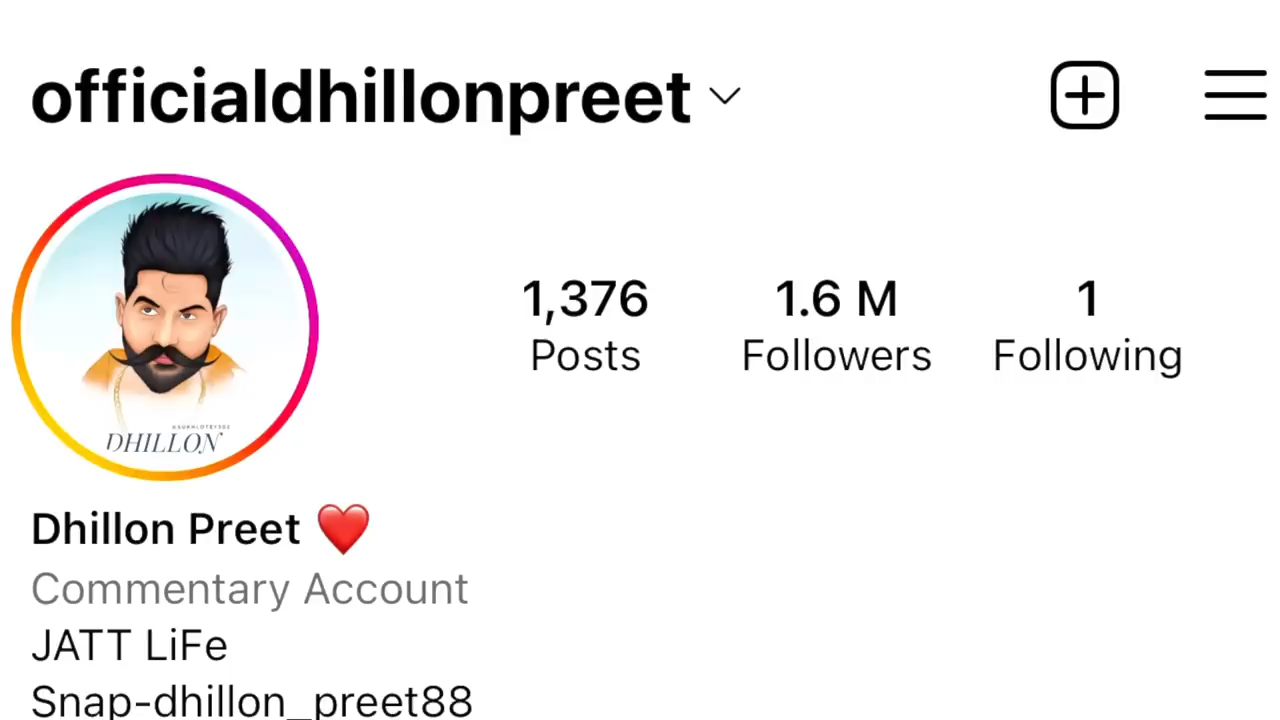 officialdhillonpreet
1,376
Posts
1.6 M
Followers
1
Following
DHILLON
Dhillon Preet ❤️
Commentary Account
JATT LiFe
Snap-dhillon_preet88